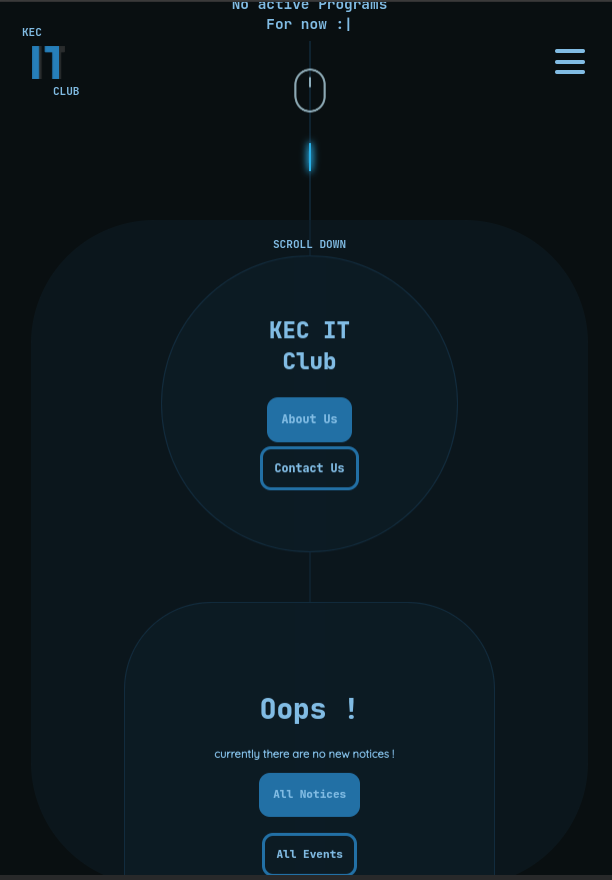 No active Programs
For now :|
KEC
IT
CLUB
SCROLL DOWN
KEC IT
Club
About Us
Contact Us
Oops !
currently there are no new notices !
All Notices
All Events